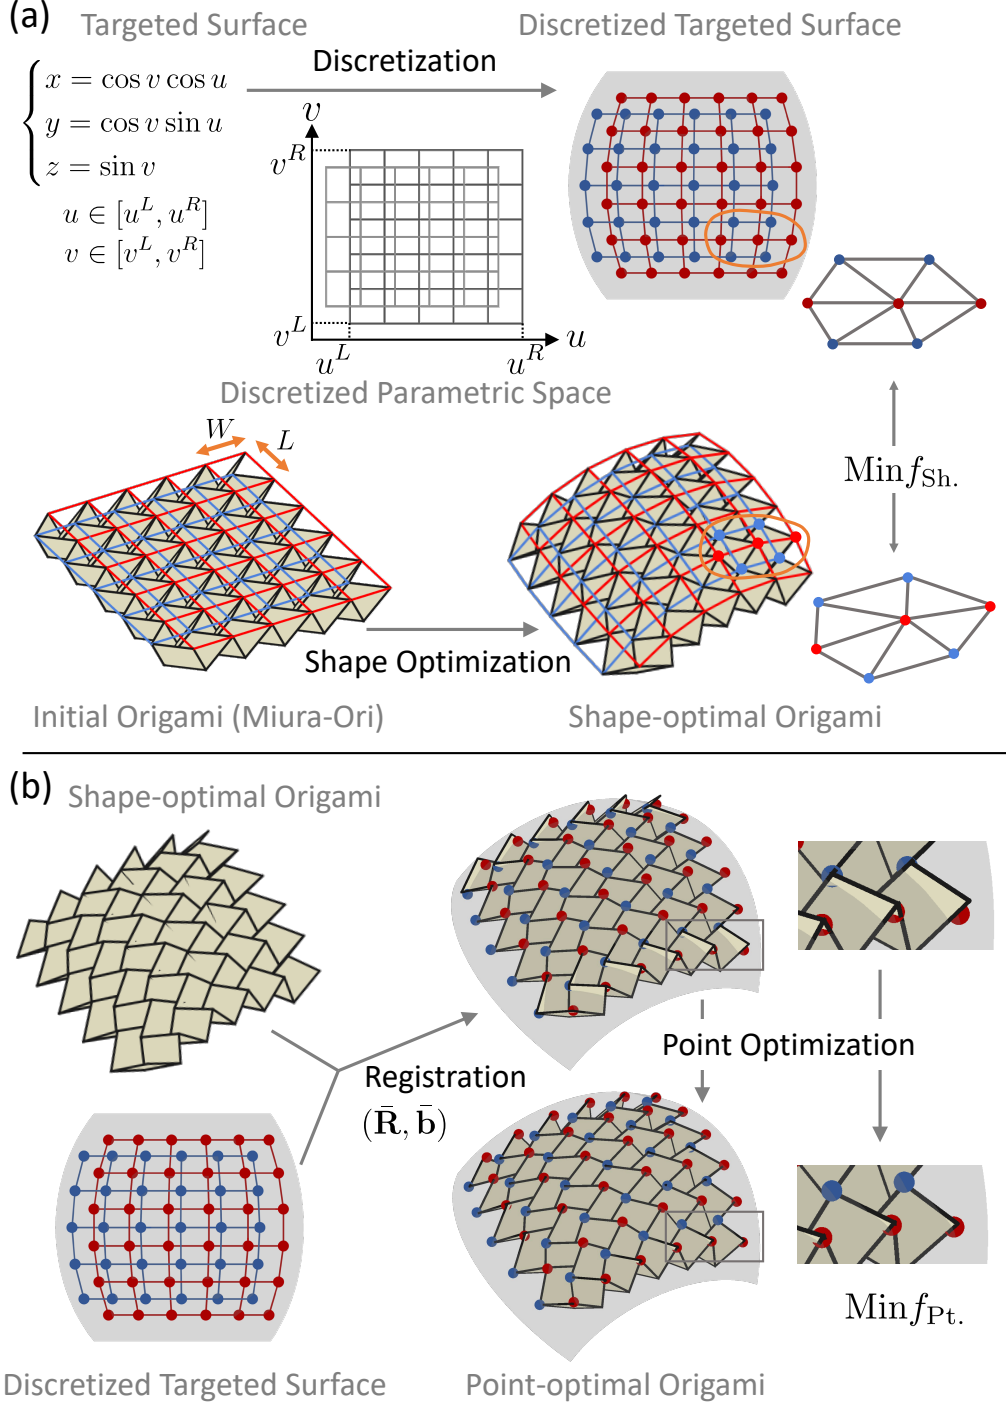 (a)
Targeted Surface
Discretized Targeted Surface
Discretization
x = cos v cos u
y = cos v sin u
z = sin v
u ∈ [u^L, u^R]
v ∈ [v^L, v^R]
v
v^R
v^L
u^L
u^R
u
Discretized Parametric Space
W
L
Min f_Sh.
Shape Optimization
Initial Origami (Miura-Ori)
Shape-optimal Origami
(b)
Shape-optimal Origami
Registration
(R̄, b̄)
Point Optimization
Min f_Pt.
Discretized Targeted Surface
Point-optimal Origami